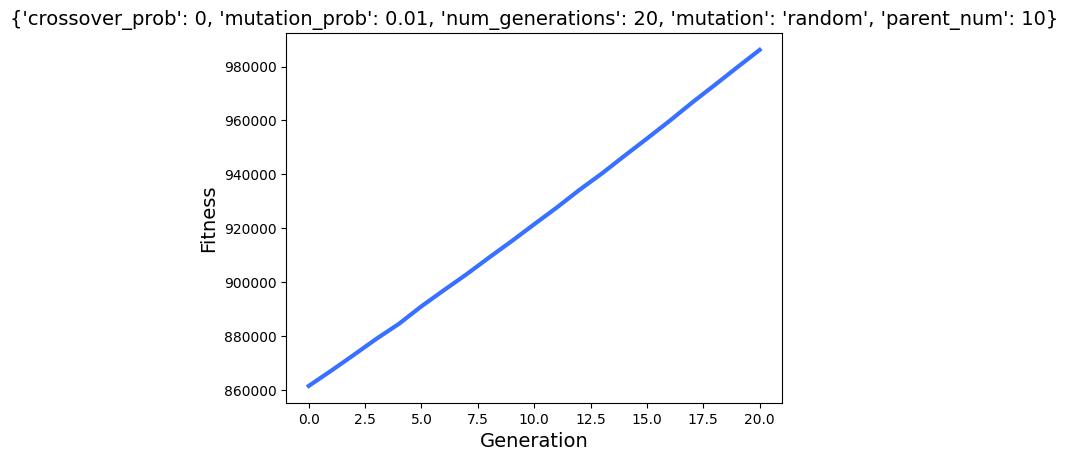 {'crossover_prob': 0, 'mutation_prob': 0.01, 'num_generations': 20, 'mutation': 'random', 'parent_num': 10}
980000
960000
940000
920000
900000
880000
860000
Fitness
0.0 2.5 5.0 7.5 10.0 12.5 15.0 17.5 20.0
Generation